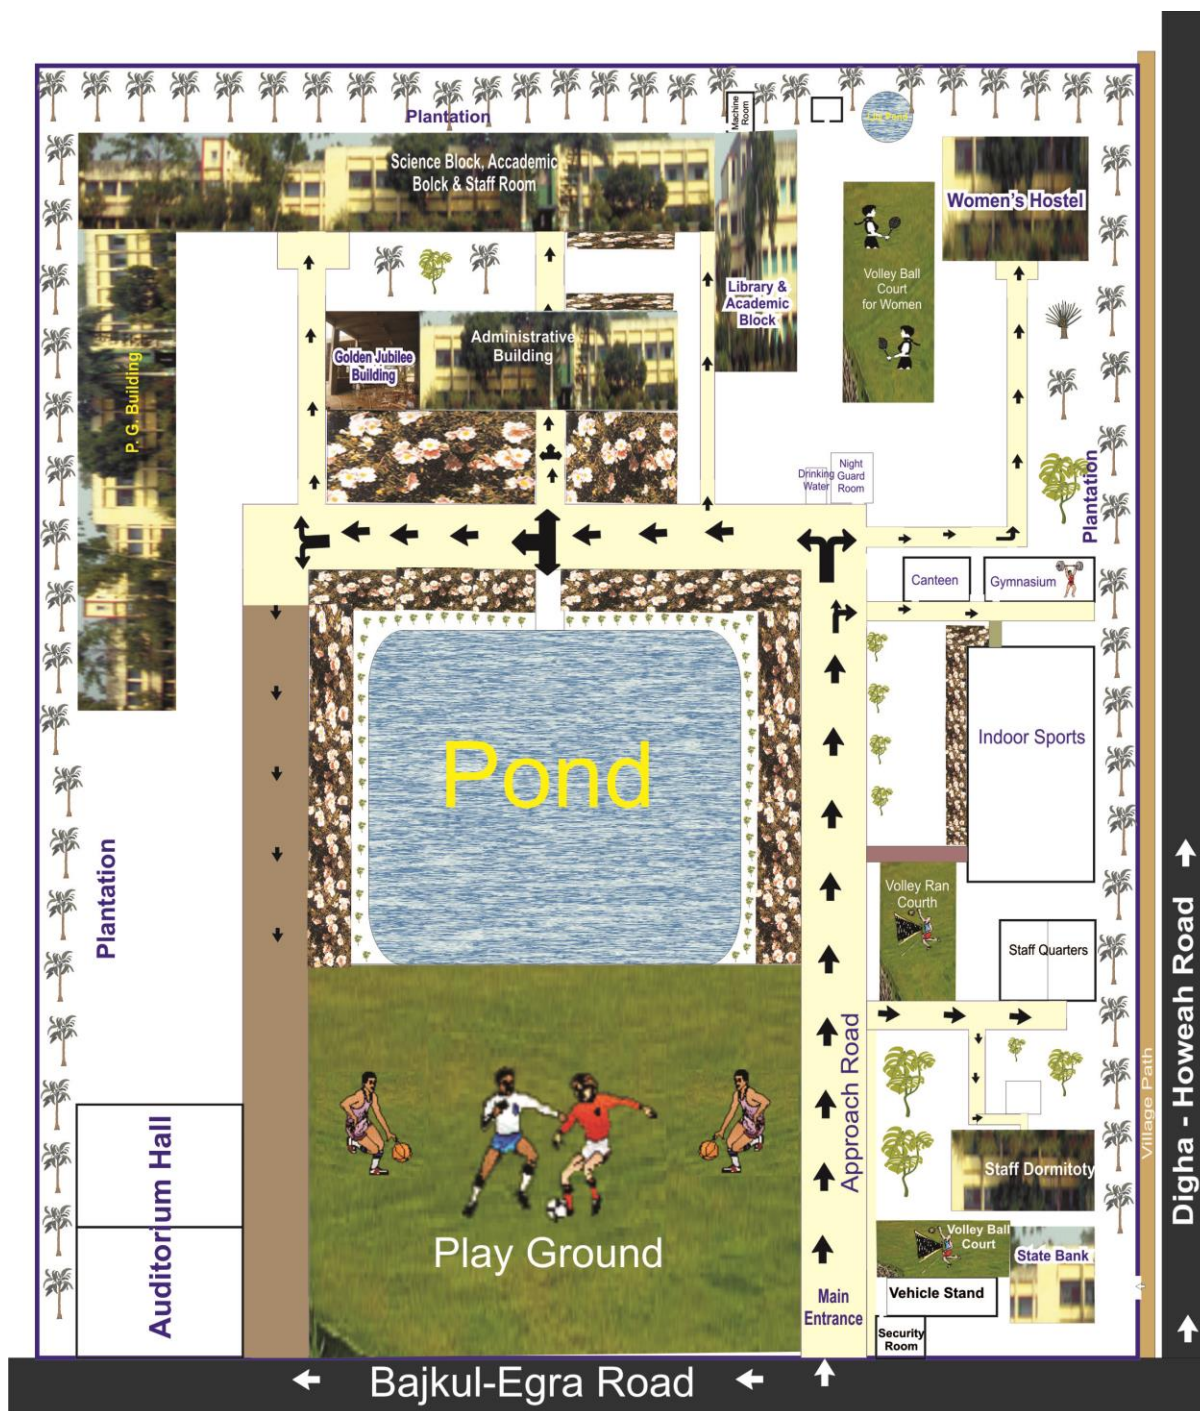 Plantation
Machine
Room
Lily Pond
Science Block, Accademic
Bolck & Staff Room
Women's Hostel
Volley Ball
Court
for Women
Library &
Academic
Block
Administrative
Building
Golden Jubilee
Building
P. G. Building
Drinking
Water
Night
Guard
Room
Plantation
Canteen
Gymnasium
Indoor Sports
Pond
Plantation
Volley Ran
Courth
Staff Quarters
Approach Road
Village Path
Digha - Howeah Road
Auditorium Hall
Staff Dormitoty
Play Ground
Volley Ball
Court
State Bank
Main
Entrance
Vehicle Stand
Security
Room
Bajkul-Egra Road